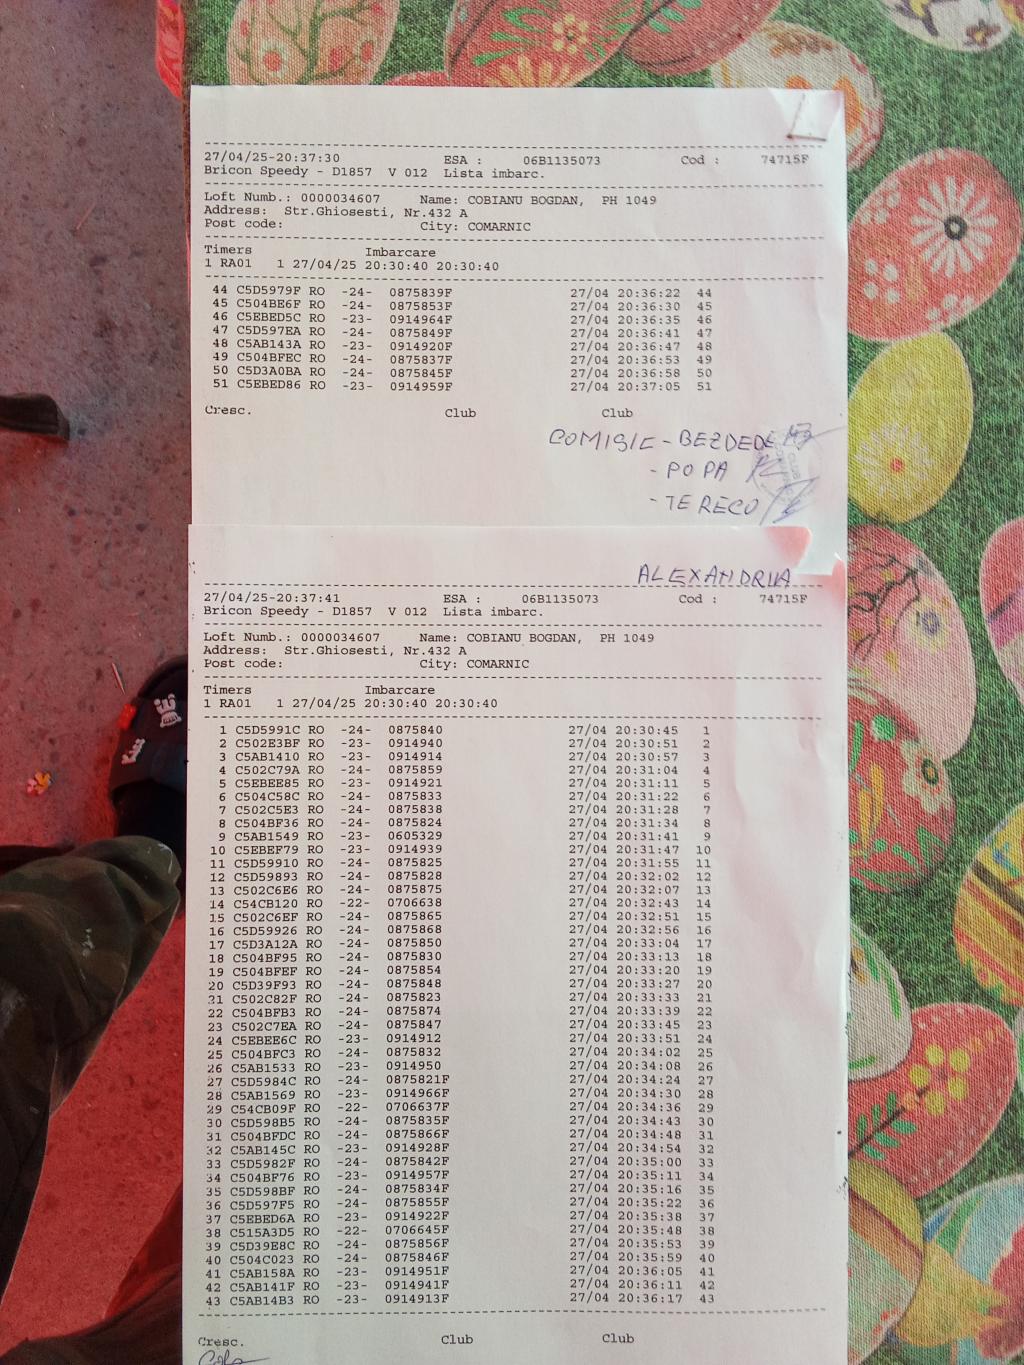 27/04/25-20:37:30 ESA : 06B1135073 Cod : 74715F
Bricon Speedy - D1857 V 012 Lista imbarc.
Loft Numb.: 0000034607 Name: COBIANU BOGDAN, PH 1049
Address: Str.Ghiosesti, Nr.432 A
Post code: City: COMARNIC
Timers Imbarcare
1 RA01 1 27/04/25 20:30:40 20:30:40
44 C5D5979F RO -24- 0875839F 27/04 20:36:22 44
45 C504BE6F RO -24- 0875853F 27/04 20:36:30 45
46 C5EBED5C RO -23- 0914964F 27/04 20:36:35 46
47 C5D597EA RO -24- 0875849F 27/04 20:36:41 47
48 C5AB143A RO -23- 0914920F 27/04 20:36:47 48
49 C504BFEC RO -24- 0875837F 27/04 20:36:53 49
50 C5D3A0BA RO -24- 0875845F 27/04 20:36:58 50
51 C5EBED86 RO -23- 0914959F 27/04 20:37:05 51
Cresc. Club Club
COMISIE - BEZDEDE
- POPA
- TERECO
ALEXANDRIA
27/04/25-20:37:41 ESA : 06B1135073 Cod : 74715F
Bricon Speedy - D1857 V 012 Lista imbarc.
Loft Numb.: 0000034607 Name: COBIANU BOGDAN, PH 1049
Address: Str.Ghiosesti, Nr.432 A
Post code: City: COMARNIC
Timers Imbarcare
1 RA01 1 27/04/25 20:30:40 20:30:40
1 C5D5991C RO -24- 0875840 27/04 20:30:45 1
2 C502E3BF RO -23- 0914940 27/04 20:30:51 2
3 C5AB1410 RO -23- 0914914 27/04 20:30:57 3
4 C502C79A RO -24- 0875859 27/04 20:31:04 4
5 C5EBEE85 RO -23- 0914921 27/04 20:31:11 5
6 C504C58C RO -24- 0875833 27/04 20:31:22 6
7 C502C5E3 RO -24- 0875838 27/04 20:31:28 7
8 C504BF36 RO -24- 0875824 27/04 20:31:34 8
9 C5AB1549 RO -23- 0605329 27/04 20:31:41 9
10 C5EBEF79 RO -23- 0914939 27/04 20:31:47 10
11 C5D59910 RO -24- 0875825 27/04 20:31:55 11
12 C5D59893 RO -24- 0875828 27/04 20:32:02 12
13 C502C6E6 RO -24- 0875875 27/04 20:32:07 13
14 C54CB120 RO -22- 0706638 27/04 20:32:43 14
15 C502C6EF RO -24- 0875865 27/04 20:32:51 15
16 C5D59926 RO -24- 0875868 27/04 20:32:56 16
17 C5D3A12A RO -24- 0875850 27/04 20:33:04 17
18 C504BF95 RO -24- 0875830 27/04 20:33:13 18
19 C504BFEF RO -24- 0875854 27/04 20:33:20 19
20 C5D39F93 RO -24- 0875848 27/04 20:33:27 20
21 C502C82F RO -24- 0875823 27/04 20:33:33 21
22 C504BFB3 RO -24- 0875874 27/04 20:33:39 22
23 C502C7EA RO -24- 0875847 27/04 20:33:45 23
24 C5EBEE6C RO -23- 0914912 27/04 20:33:51 24
25 C504BFC3 RO -24- 0875832 27/04 20:34:02 25
26 C5AB1533 RO -23- 0914950 27/04 20:34:08 26
27 C5D5984C RO -24- 0875821F 27/04 20:34:24 27
28 C5AB1569 RO -23- 0914966F 27/04 20:34:30 28
29 C54CB09F RO -22- 0706637F 27/04 20:34:36 29
30 C5D598B5 RO -24- 0875835F 27/04 20:34:43 30
31 C504BFDC RO -24- 0875866F 27/04 20:34:48 31
32 C5AB145C RO -23- 0914928F 27/04 20:34:54 32
33 C5D5982F RO -24- 0875842F 27/04 20:35:00 33
34 C504BF76 RO -23- 0914957F 27/04 20:35:11 34
35 C5D598BF RO -24- 0875834F 27/04 20:35:16 35
36 C5D597F5 RO -24- 0875855F 27/04 20:35:22 36
37 C5EBED6A RO -23- 0914922F 27/04 20:35:38 37
38 C515A3D5 RO -22- 0706645F 27/04 20:35:48 38
39 C5D39E8C RO -24- 0875856F 27/04 20:35:53 39
40 C504C023 RO -24- 0875846F 27/04 20:35:59 40
41 C5AB158A RO -23- 0914951F 27/04 20:36:05 41
42 C5AB141F RO -23- 0914941F 27/04 20:36:11 42
43 C5AB14B3 RO -23- 0914913F 27/04 20:36:17 43
Cresc. Club Club